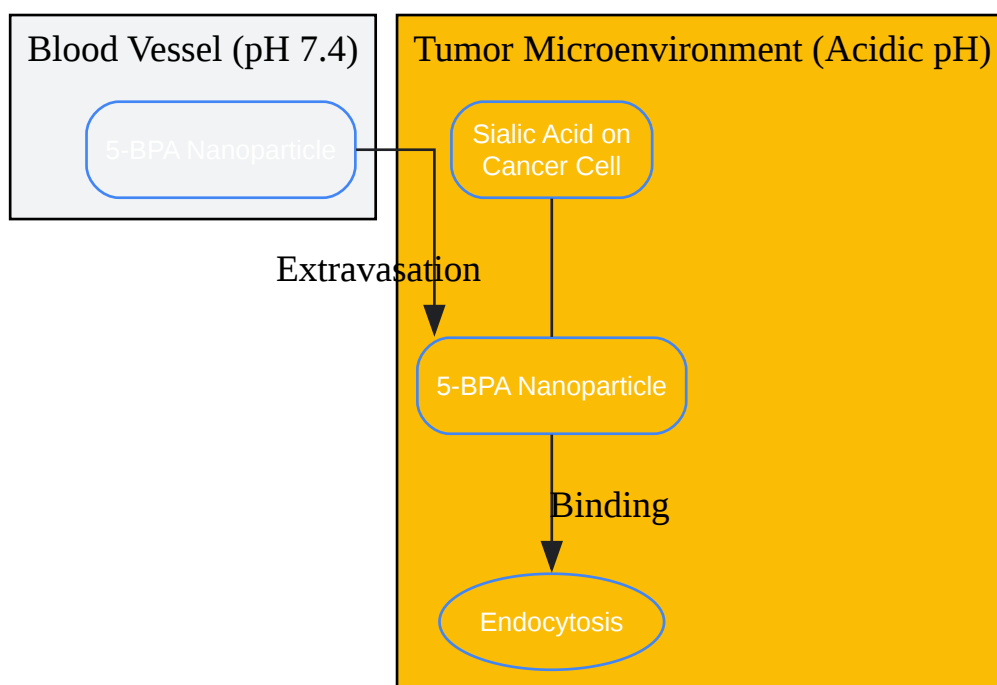 Blood Vessel (pH 7.4)
5-BPA Nanoparticle
Tumor Microenvironment (Acidic pH)
Sialic Acid on
Cancer Cell
Extravasation
5-BPA Nanoparticle
Binding
Endocytosis